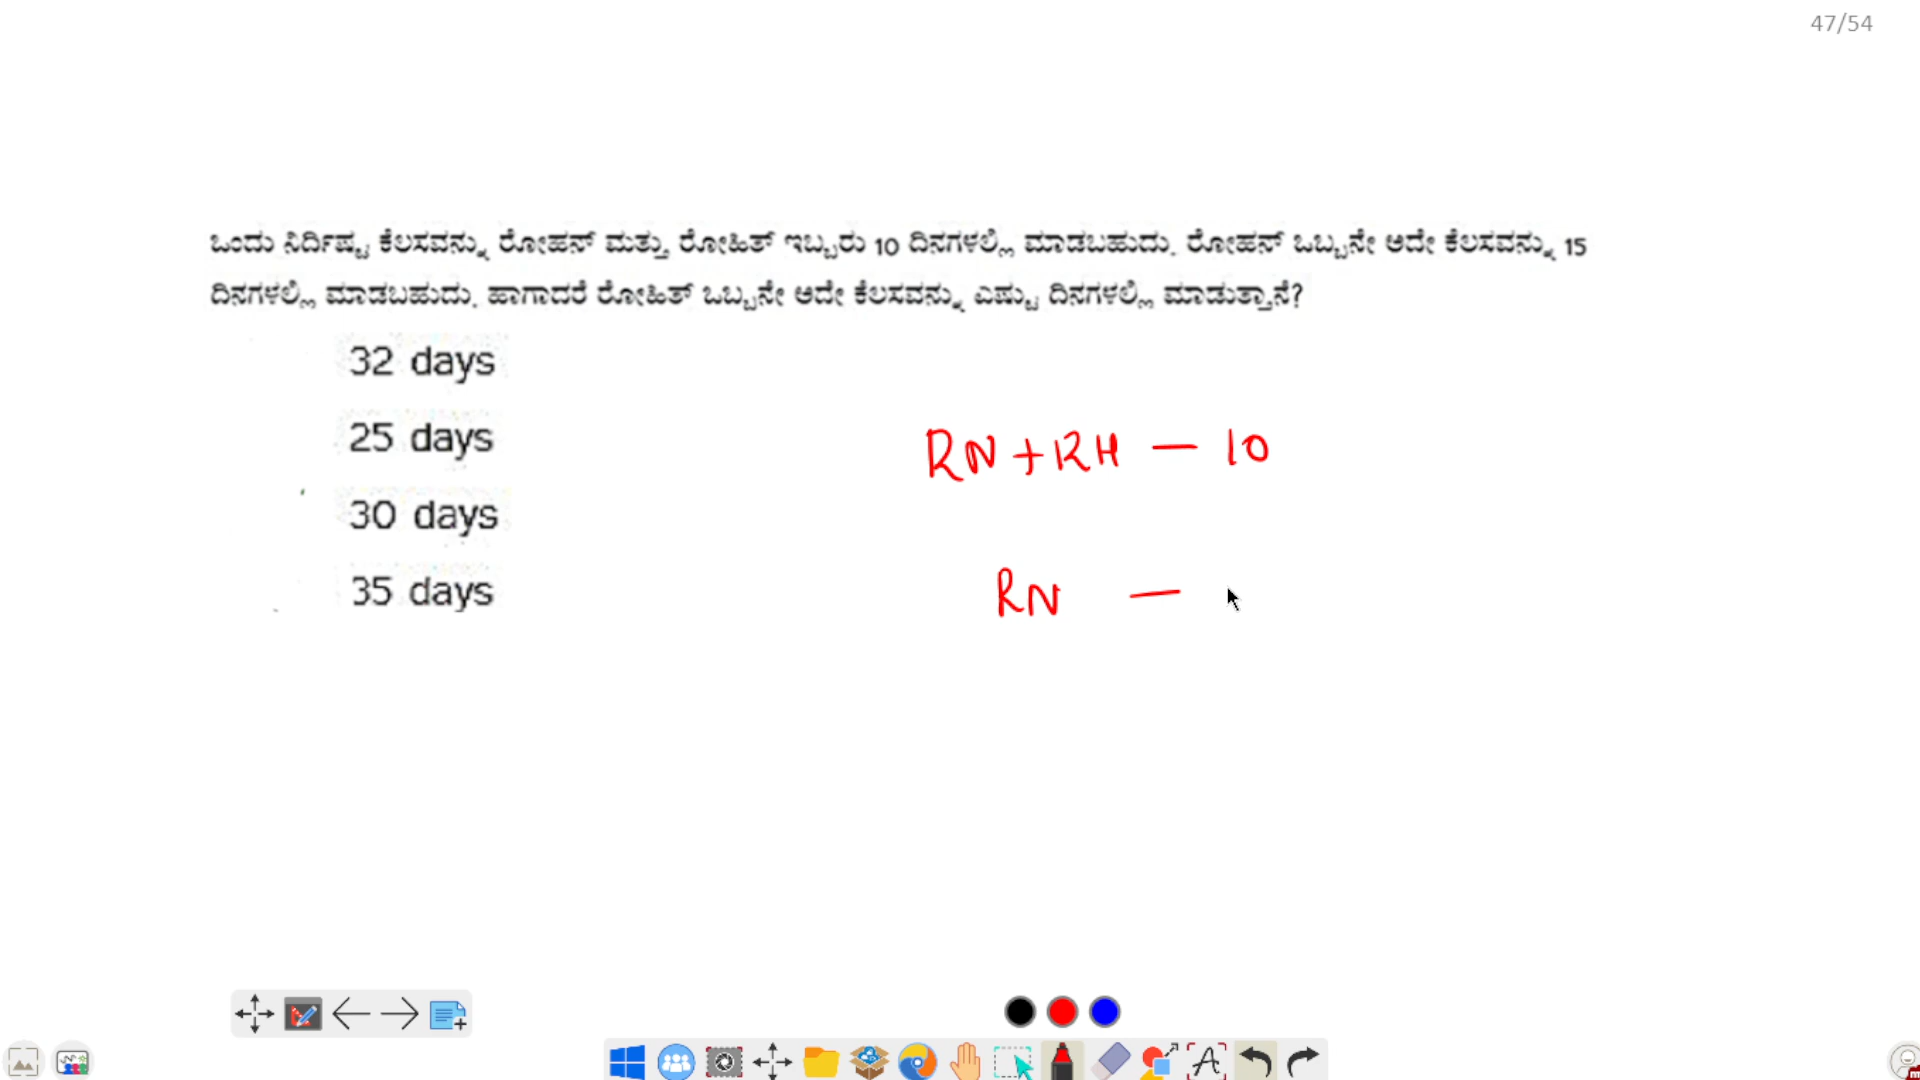 47/54
ಒಂದು ನಿರ್ದಿಷ್ಟ ಕೆಲಸವನ್ನು ರೋಹನ್ ಮತ್ತು ರೋಹಿತ್ ಇಬ್ಬರು 10 ದಿನಗಳಲ್ಲಿ ಮಾಡಬಹುದು. ರೋಹನ್ ಒಬ್ಬನೇ ಅದೇ ಕೆಲಸವನ್ನು 15
ದಿನಗಳಲ್ಲಿ ಮಾಡಬಹುದು. ಹಾಗಾದರೆ ರೋಹಿತ್ ಒಬ್ಬನೇ ಅದೇ ಕೆಲಸವನ್ನು ಎಷ್ಟು ದಿನಗಳಲ್ಲಿ ಮಾಡುತ್ತಾನೆ?
32 days
25 days
30 days
35 days
RN + RH — 10
RN —